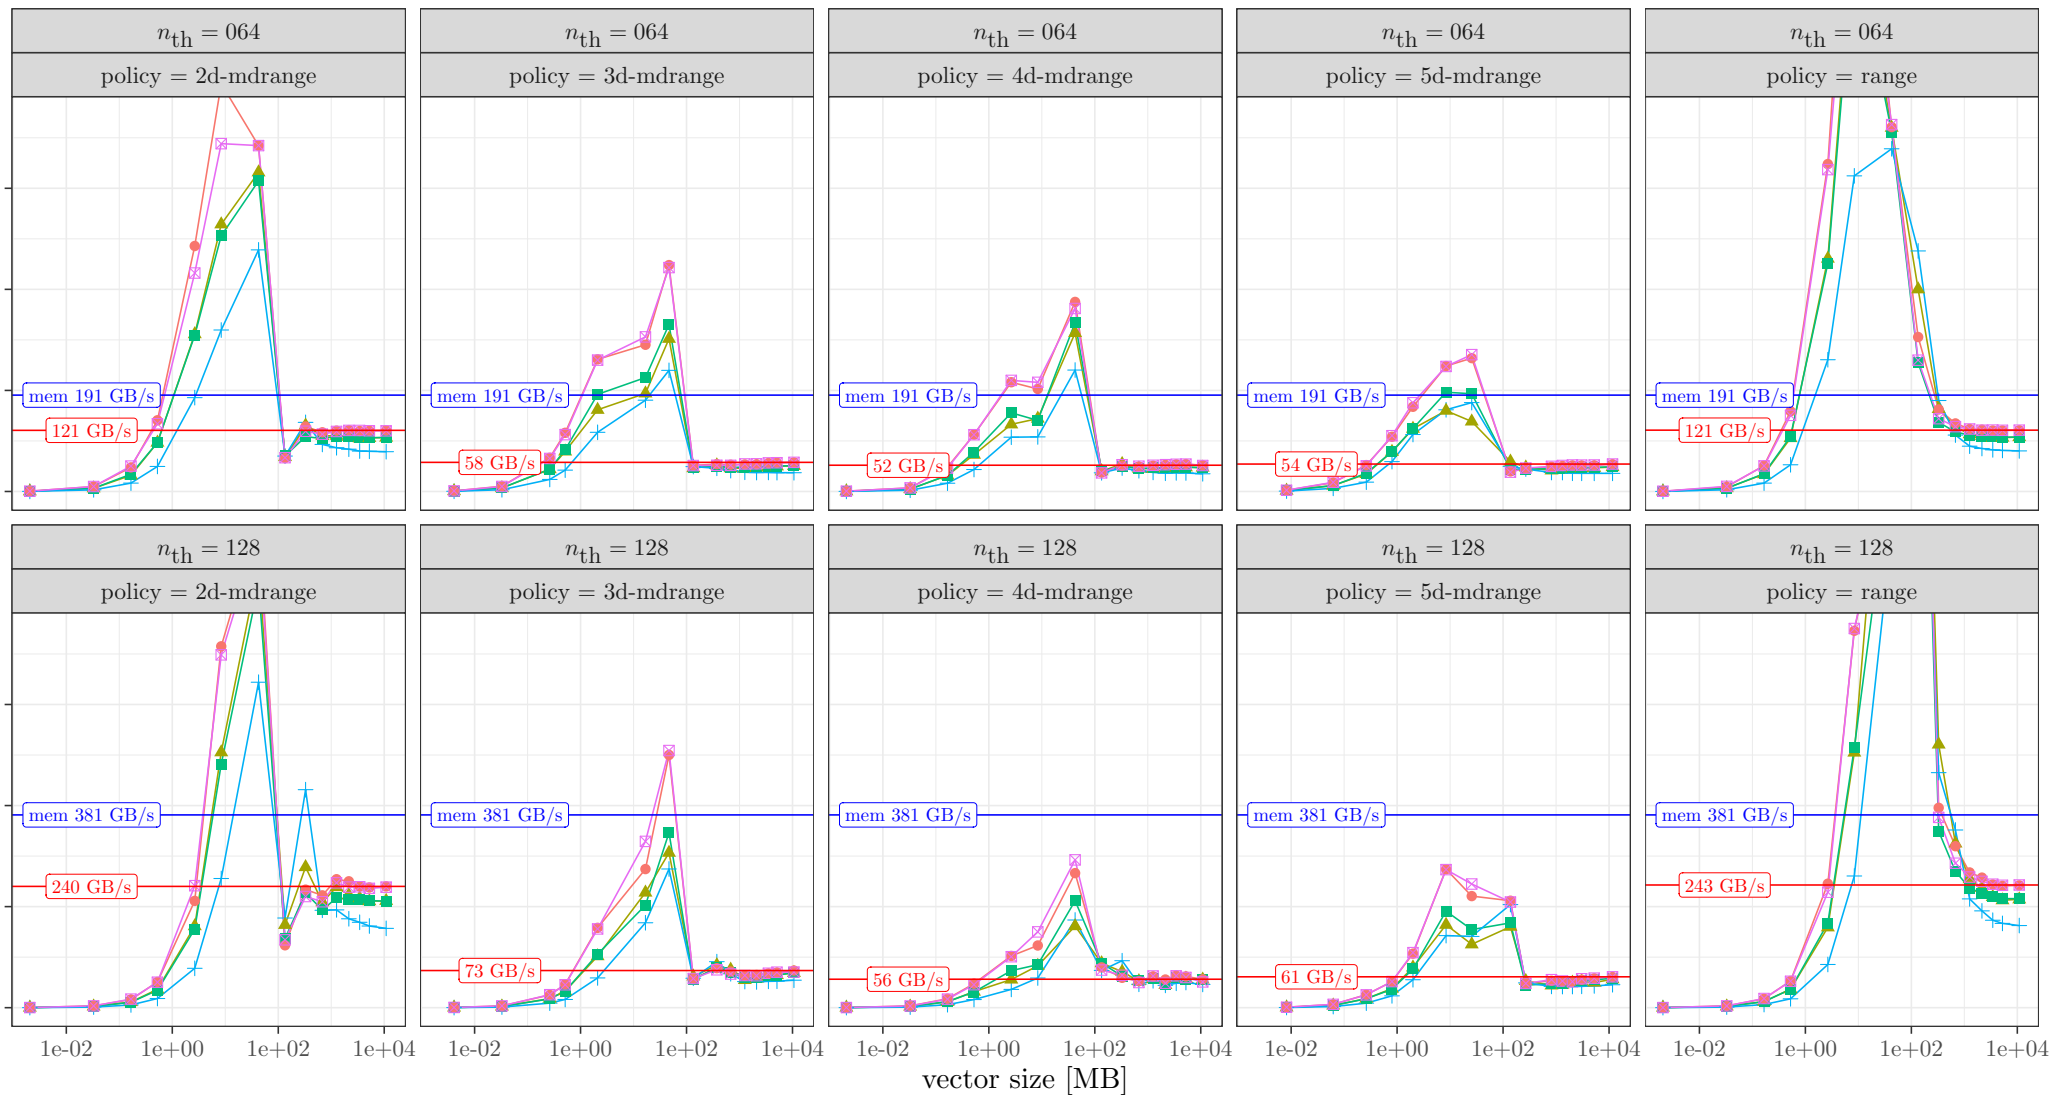 n_th = 064 n_th = 064 n_th = 064 n_th = 064 n_th = 064
policy = 2d-mdrange policy = 3d-mdrange policy = 4d-mdrange policy = 5d-mdrange policy = range
mem 191 GB/s mem 191 GB/s mem 191 GB/s mem 191 GB/s mem 191 GB/s
121 GB/s 58 GB/s 52 GB/s 54 GB/s 121 GB/s
n_th = 128 n_th = 128 n_th = 128 n_th = 128 n_th = 128
policy = 2d-mdrange policy = 3d-mdrange policy = 4d-mdrange policy = 5d-mdrange policy = range
mem 381 GB/s mem 381 GB/s mem 381 GB/s mem 381 GB/s mem 381 GB/s
240 GB/s 73 GB/s 56 GB/s 61 GB/s 243 GB/s
1e-02 1e+00 1e+02 1e+04 1e-02 1e+00 1e+02 1e+04 1e-02 1e+00 1e+02 1e+04 1e-02 1e+00 1e+02 1e+04 1e-02 1e+00 1e+02 1e+04
vector size [MB]